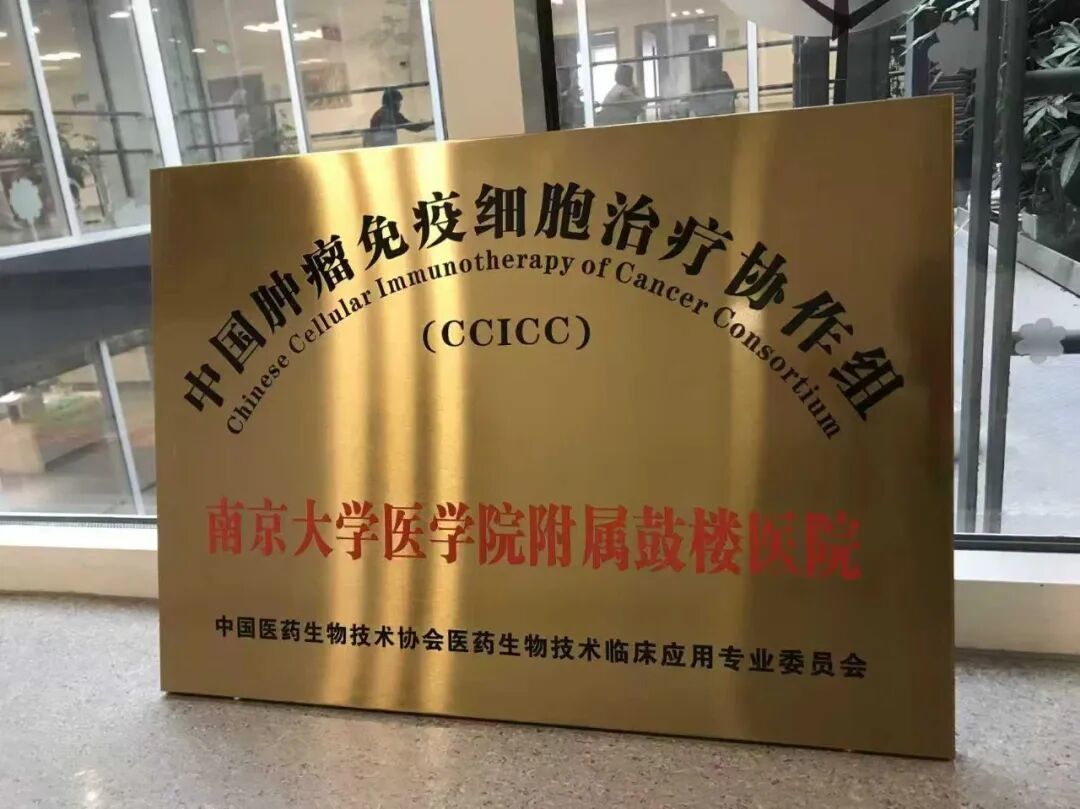 中国肿瘤免疫细胞治疗协作组
Chinese Cellular Immunotherapy of Cancer Consortium
(CCICC)
南京大学医学院附属鼓楼医院
中国医药生物技术协会医药生物技术临床应用专业委员会